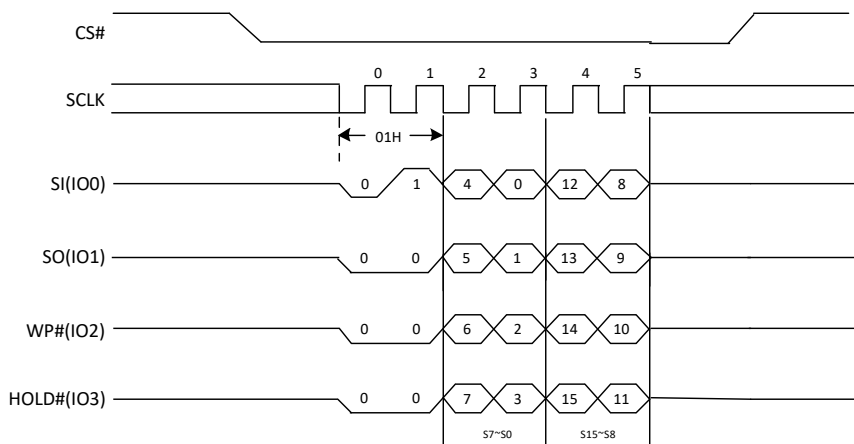 CS#
0 1 2 3 4 5
SCLK
01H
SI(IO0) 0 1 4 0 12 8
SO(IO1) 0 0 5 1 13 9
WP#(IO2) 0 0 6 2 14 10
HOLD#(IO3) 0 0 7 3 15 11
S7~S0 S15~S8